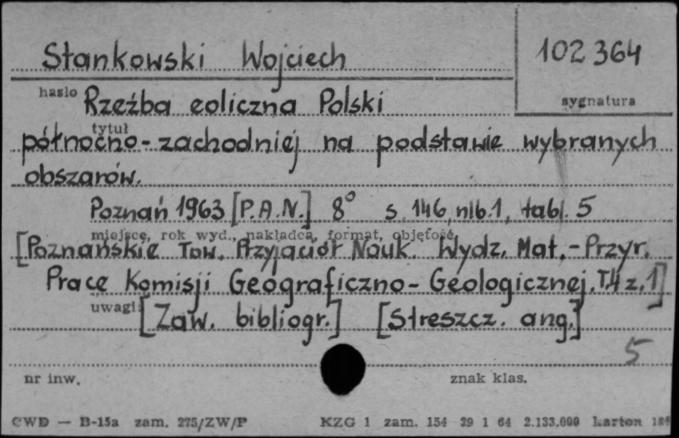 Stankowski Wojciech
102364
hasło
sygnatura
Rzeźba eoliczna Polski
tytuł
północno-zachodniej na podstawie wybranych
obszarów.
Poznań 1963 [P.A.N.] 8° s. 146, nlb. 1, tabl. 5
miejsce, rok wyd., nakładca, format, objętość
[Poznańskie Tow. Przyjaciół Nauk. Wydz. Mat.-Przyr.
Prace Komisji Geograficzno-Geologicznej. T.4 z. 1]
uwagi
[Zaw. bibliogr.] [Streszcz. ang.]
5
nr inw. znak klas.
CWD — B-15a zam. 275/ZW/P KZG 1 zam. 154 29 1 64 2.133.000 karton